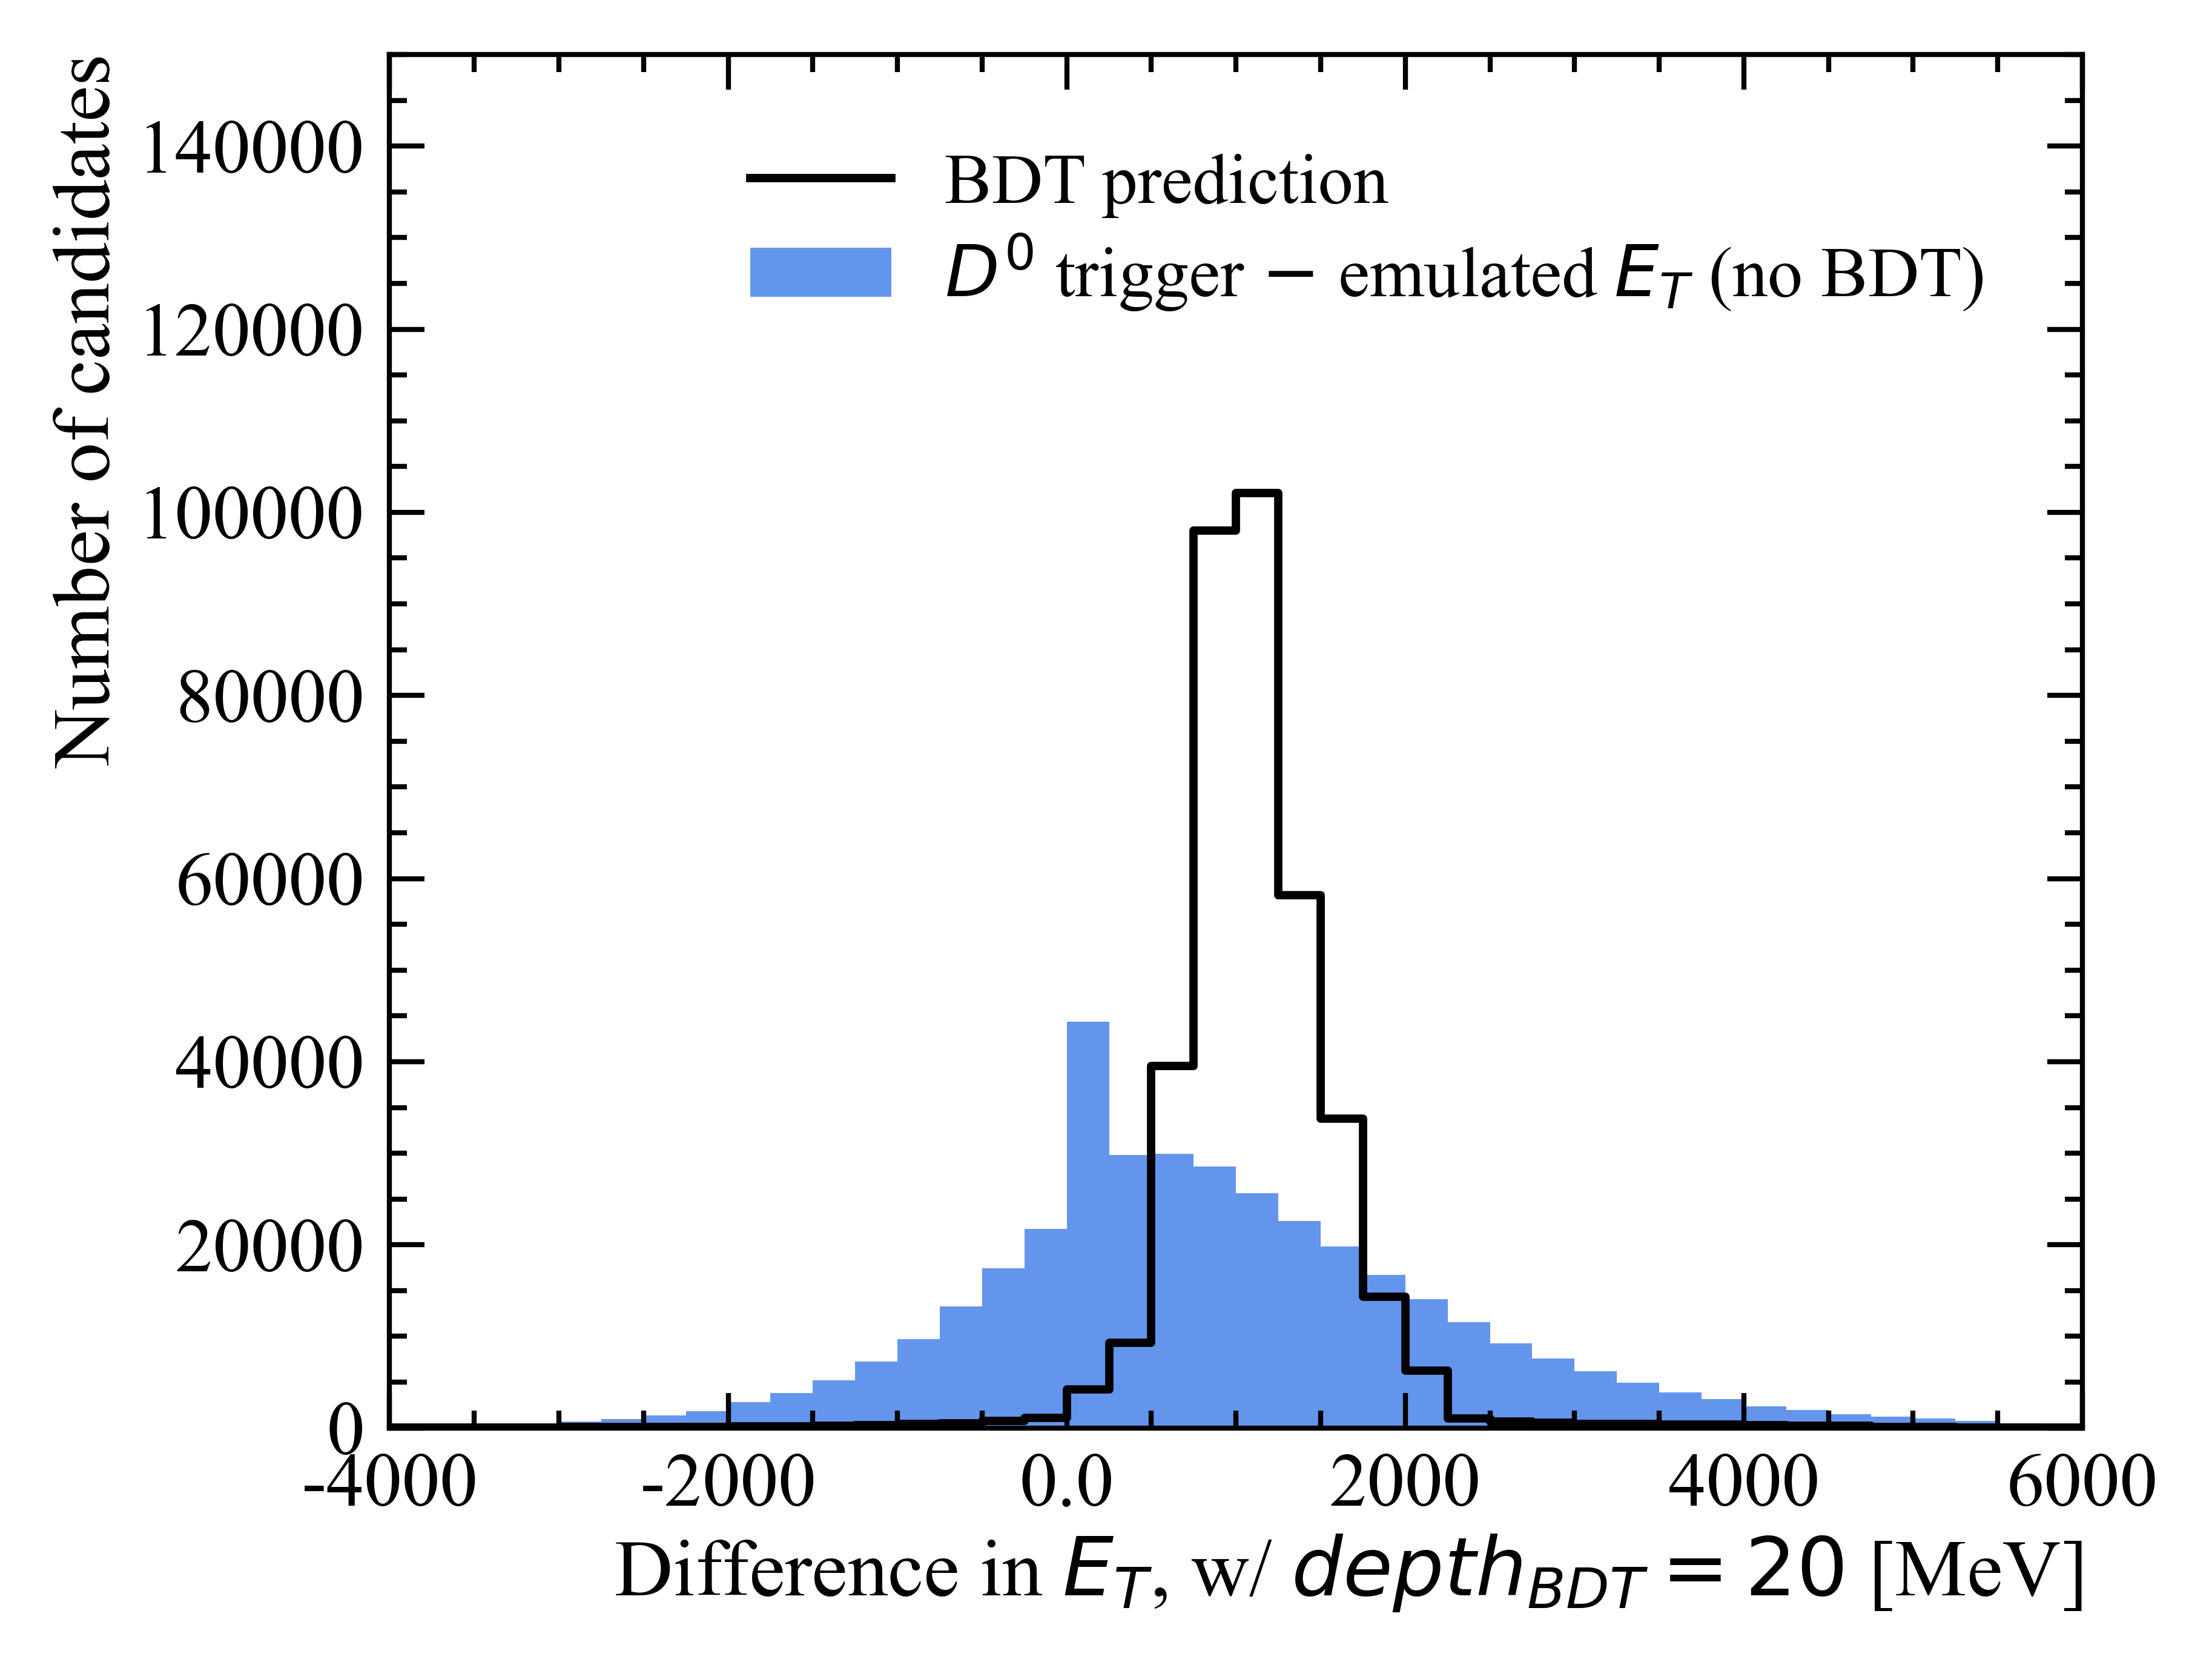 Number of candidates
140000
120000
100000
80000
60000
40000
20000
0
BDT prediction
D⁰ trigger − emulated E_T (no BDT)
-4000 -2000 0.0 2000 4000 6000
Difference in E_T, w/ depth_BDT = 20 [MeV]